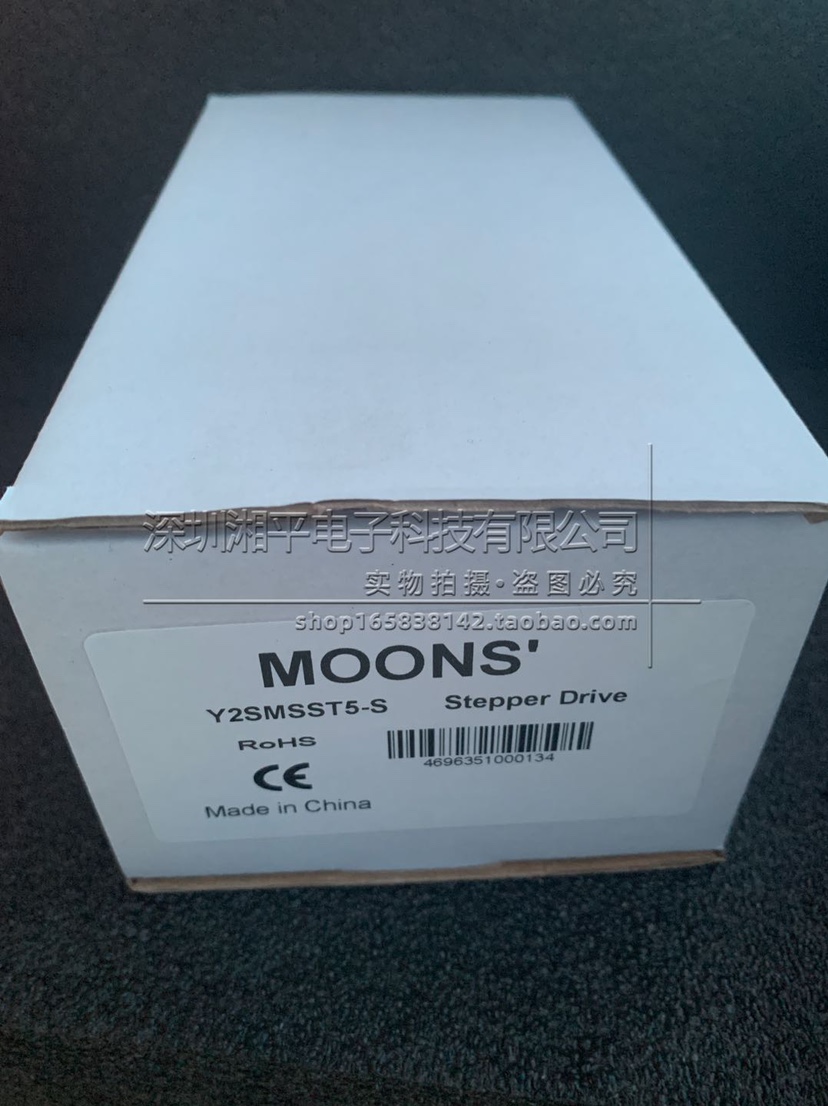 深圳湘平电子科技有限公司
实物拍摄·盗图必究
shop165838142.taobao.com
MOONS'
Y2SMSST5-S Stepper Drive
RoHS
4696351000134
CE
Made in China